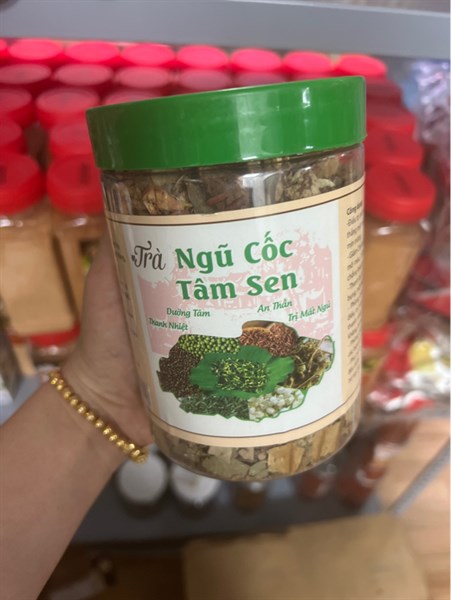 Trà Ngũ Cốc
Tâm Sen
Dưỡng Tâm An Thần
Thanh Nhiệt Trị Mất Ngủ